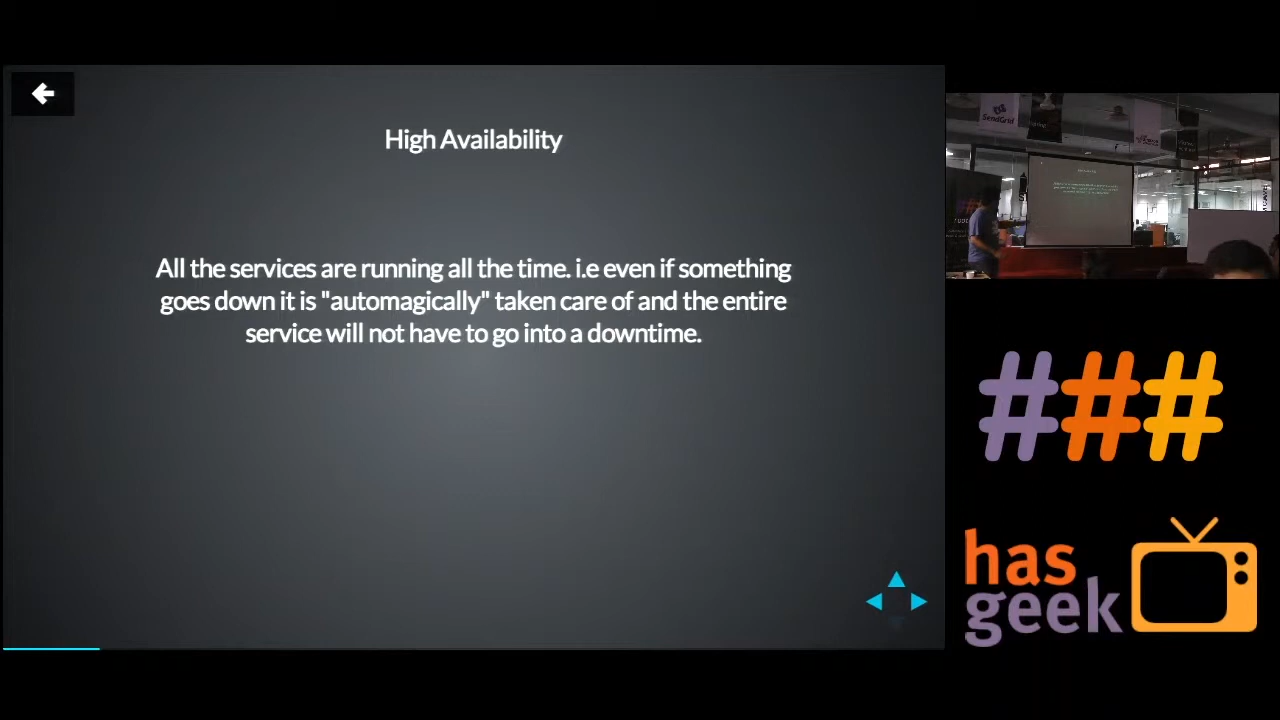 High Availability
All the services are running all the time. i.e even if something
goes down it is "automagically" taken care of and the entire
service will not have to go into a downtime.
SendGrid
###
has
geek